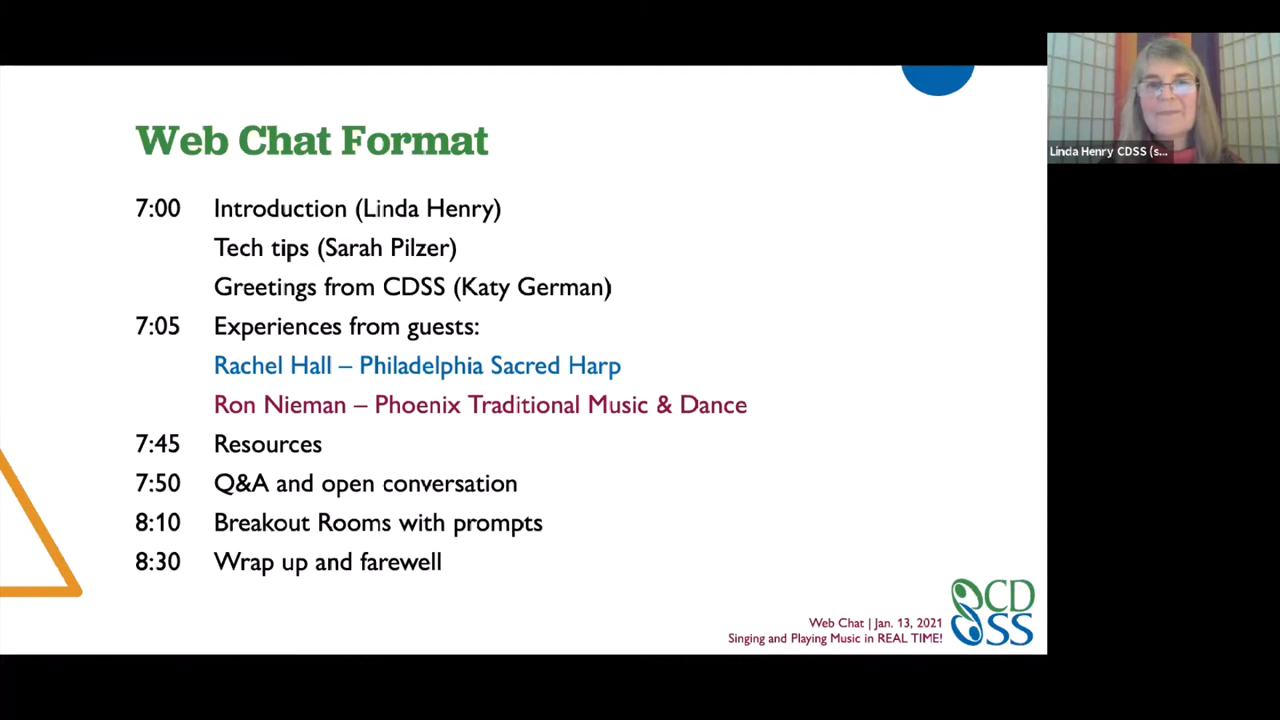 Web Chat Format
7:00 Introduction (Linda Henry)
Tech tips (Sarah Pilzer)
Greetings from CDSS (Katy German)
7:05 Experiences from guests:
Rachel Hall – Philadelphia Sacred Harp
Ron Nieman – Phoenix Traditional Music & Dance
7:45 Resources
7:50 Q&A and open conversation
8:10 Breakout Rooms with prompts
8:30 Wrap up and farewell
Web Chat | Jan. 13, 2021
Singing and Playing Music in REAL TIME!
CD
SS
Linda Henry CDSS (s...